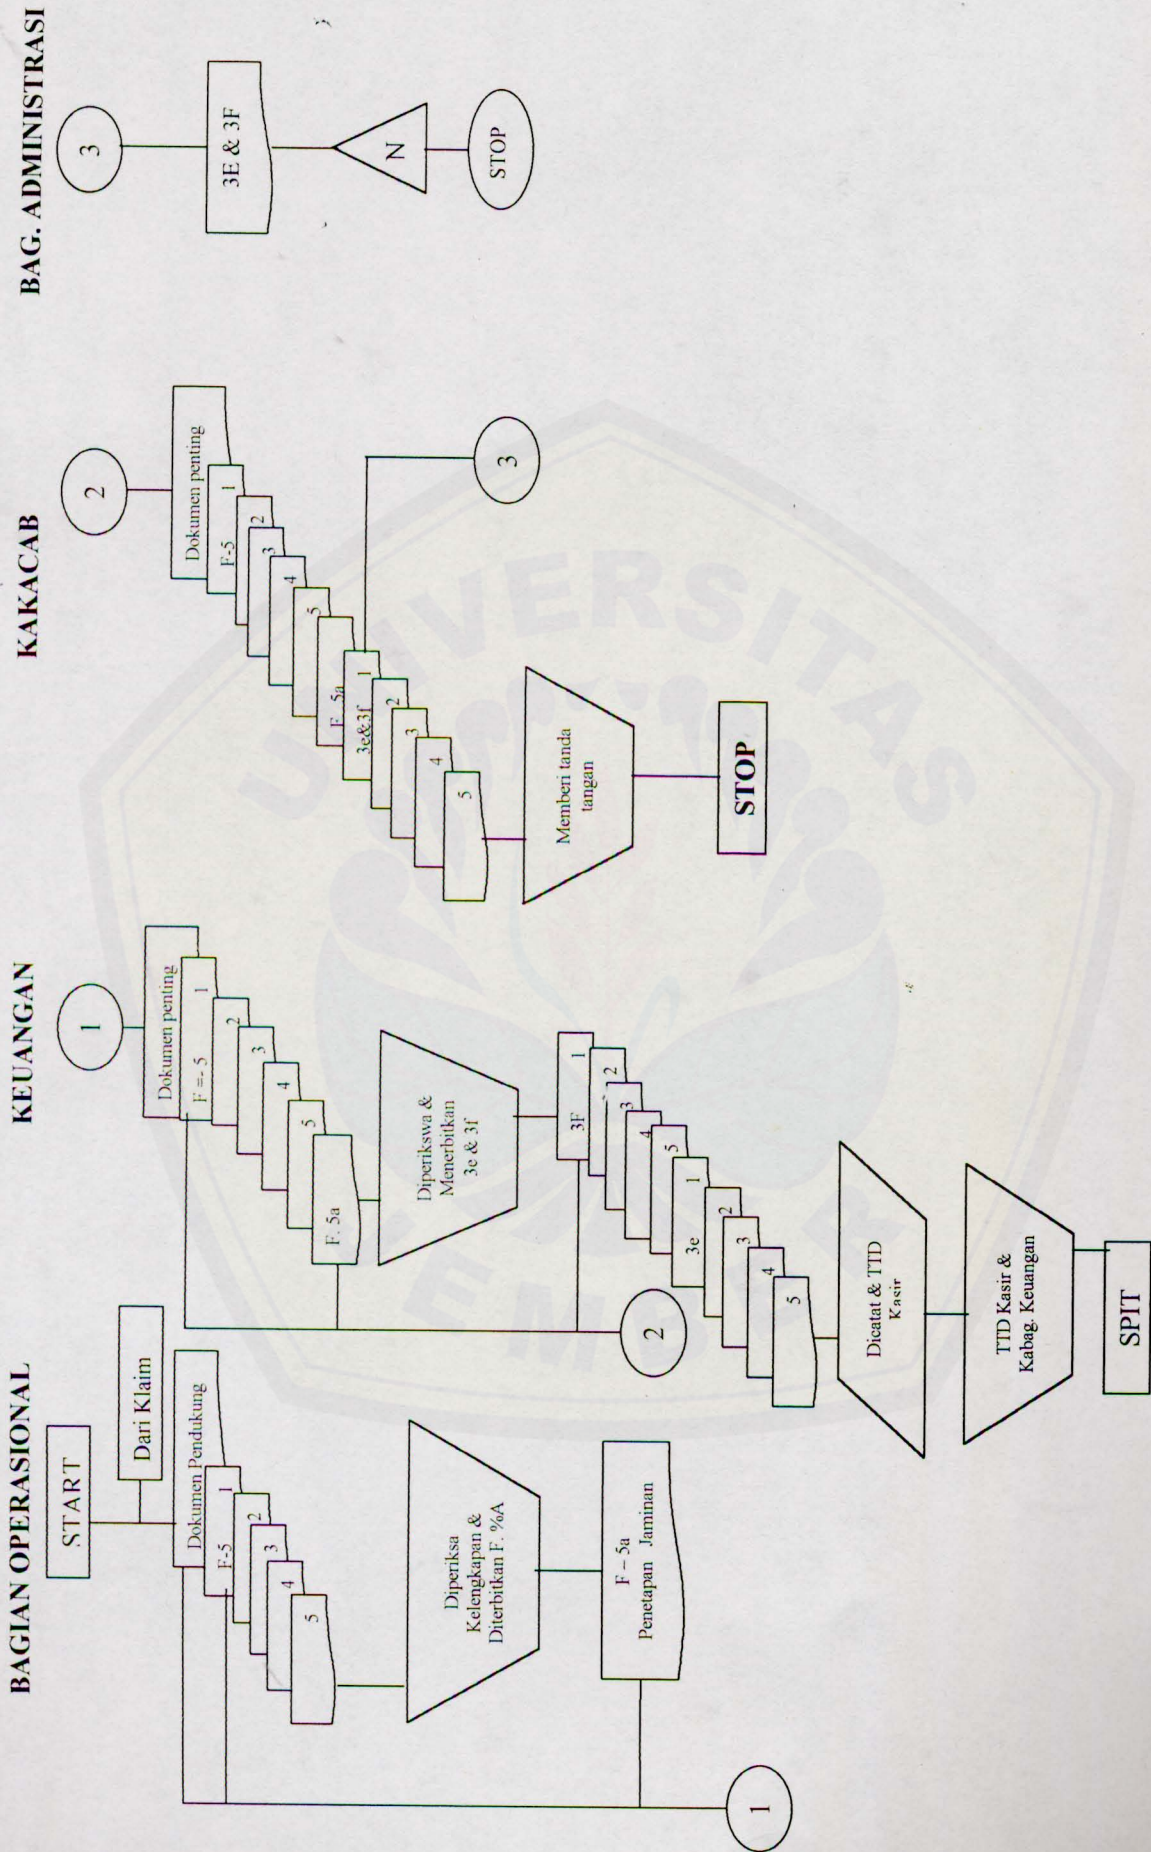 BAGIAN OPERASIONAL
START
Dari Klaim
Dokumen Pendukung
F-5
1
2
3
4
5
Diperiksa
Kelengkapan &
Diterbitkan F. %A
F – 5a
Penetapan Jaminan
1
KEUANGAN
1
Dokumen penting
F =- 5
1
2
3
4
5
F. 5a
Diperikswa &
Menerbitkan
3e & 3f
3F
1
2
3
4
5
3e
1
2
3
4
5
2
Dicatat & TTD
Kasir
TTD Kasir &
Kabag. Keuangan
SPIT
KAKACAB
2
Dokumen penting
F-5
1
2
3
4
5
F. 5a
3e&3f
1
2
3
4
5
3
Memberi tanda
tangan
STOP
BAG. ADMINISTRASI
3
3E & 3F
N
STOP
UNIVERSITAS
JEMBER